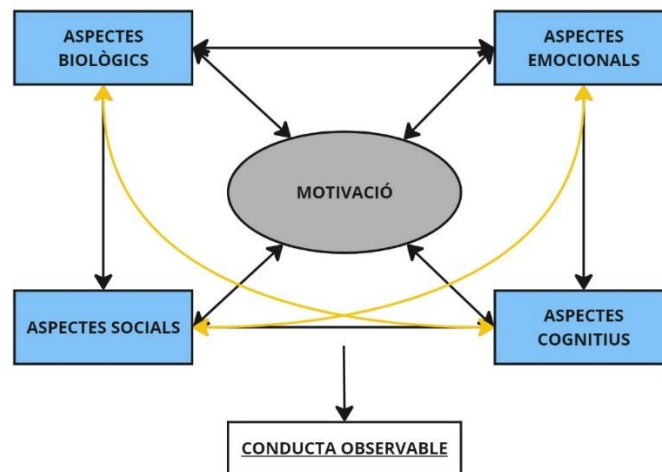 ASPECTES
BIOLÒGICS
ASPECTES
EMOCIONALS
MOTIVACIÓ
ASPECTES SOCIALS
ASPECTES
COGNITIUS
CONDUCTA OBSERVABLE